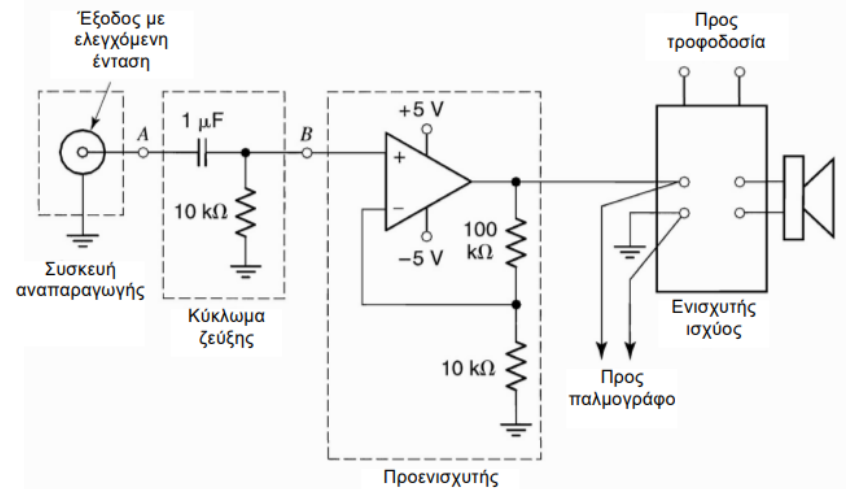 Έξοδος με
ελεγχόμενη
ένταση
A
1 μF
10 kΩ
B
+5 V
+
−
−5 V
100
kΩ
10 kΩ
Προς
τροφοδοσία
Συσκευή
αναπαραγωγής
Κύκλωμα
ζεύξης
Προενισχυτής
Ενισχυτής
ισχύος
Προς
παλμογράφο